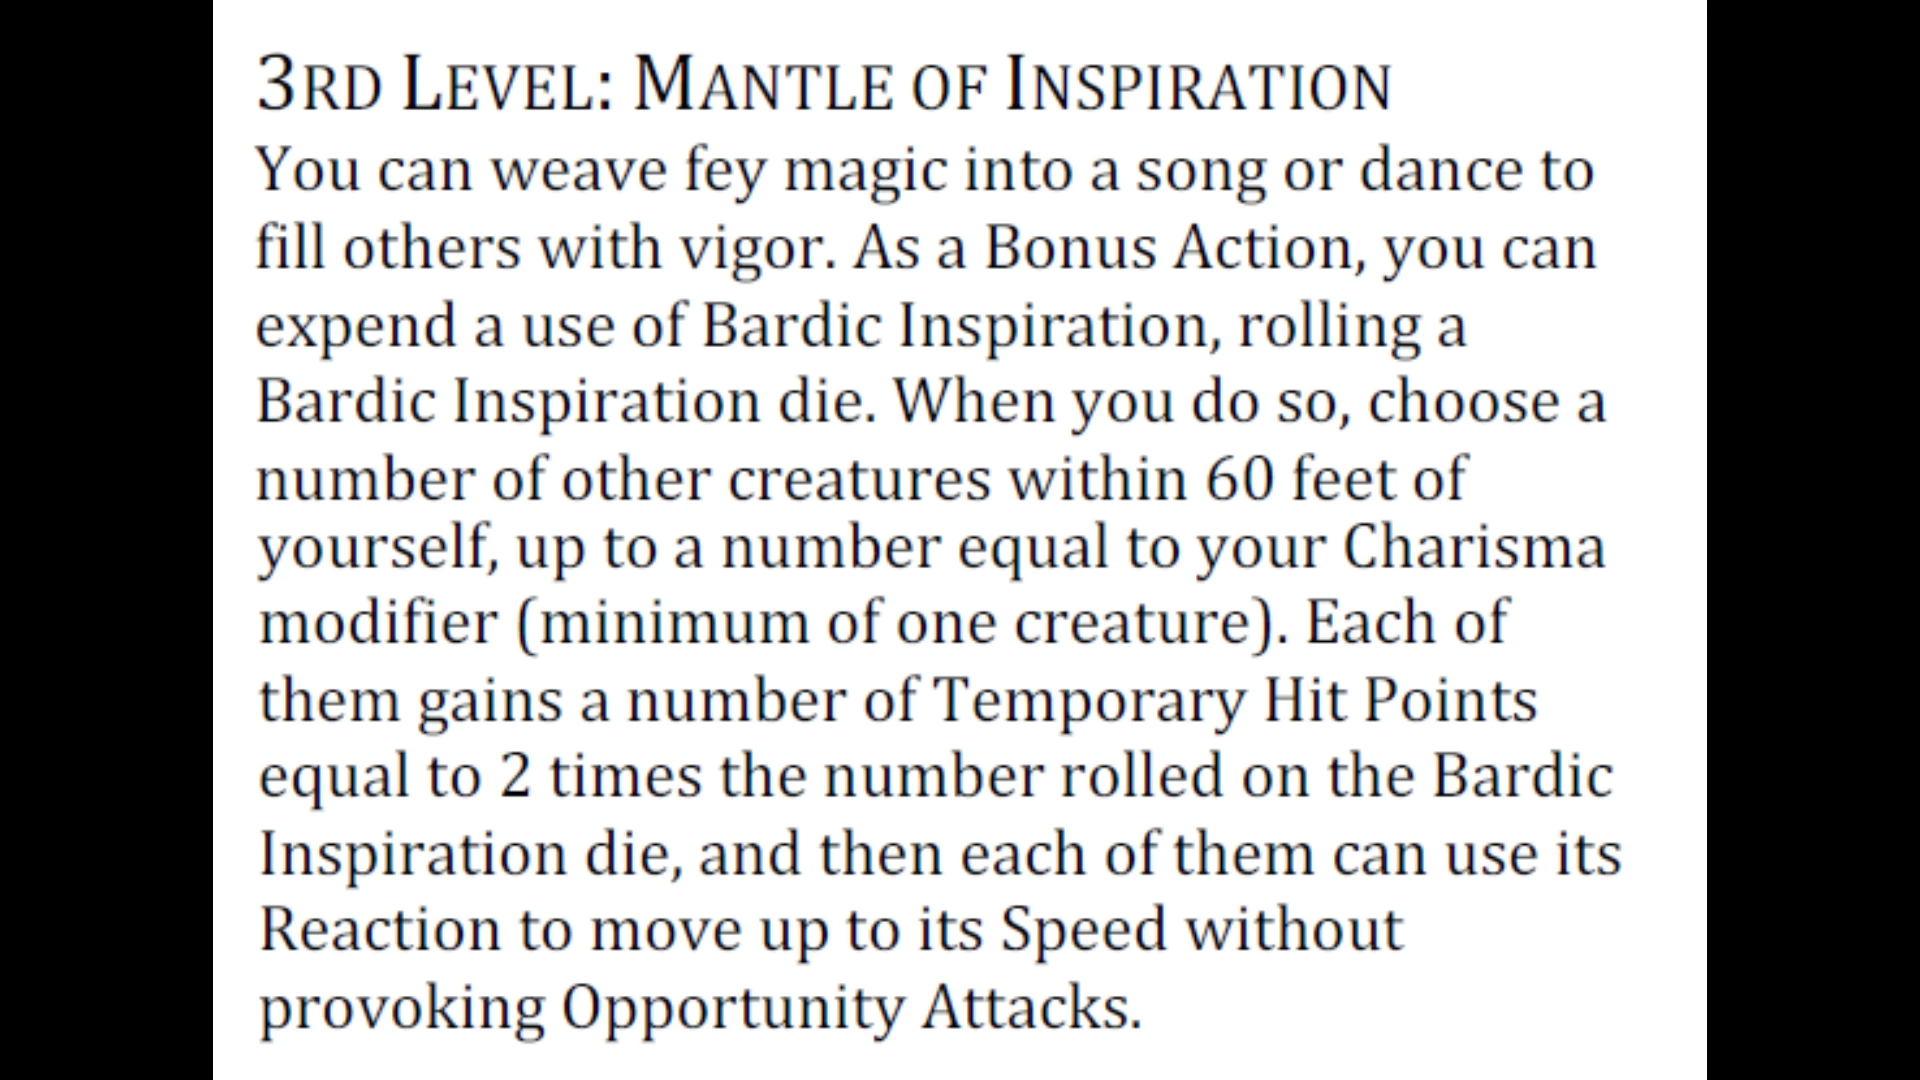 3RD LEVEL: MANTLE OF INSPIRATION
You can weave fey magic into a song or dance to
fill others with vigor. As a Bonus Action, you can
expend a use of Bardic Inspiration, rolling a
Bardic Inspiration die. When you do so, choose a
number of other creatures within 60 feet of
yourself, up to a number equal to your Charisma
modifier (minimum of one creature). Each of
them gains a number of Temporary Hit Points
equal to 2 times the number rolled on the Bardic
Inspiration die, and then each of them can use its
Reaction to move up to its Speed without
provoking Opportunity Attacks.